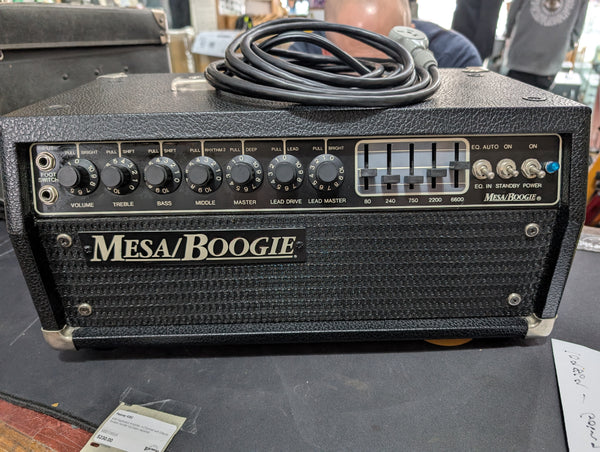 PULL BRIGHT PULL SHIFT PULL SHIFT PULL RHYTHM 2 PULL DEEP PULL LEAD PULL BRIGHT EQ. AUTO ON ON
FOOT
SWITCH
VOLUME TREBLE BASS MIDDLE MASTER LEAD DRIVE LEAD MASTER 80 240 750 2200 6600 EQ. IN STANDBY POWER
MESA/BOOGIE
MESA/BOOGIE
$230.00